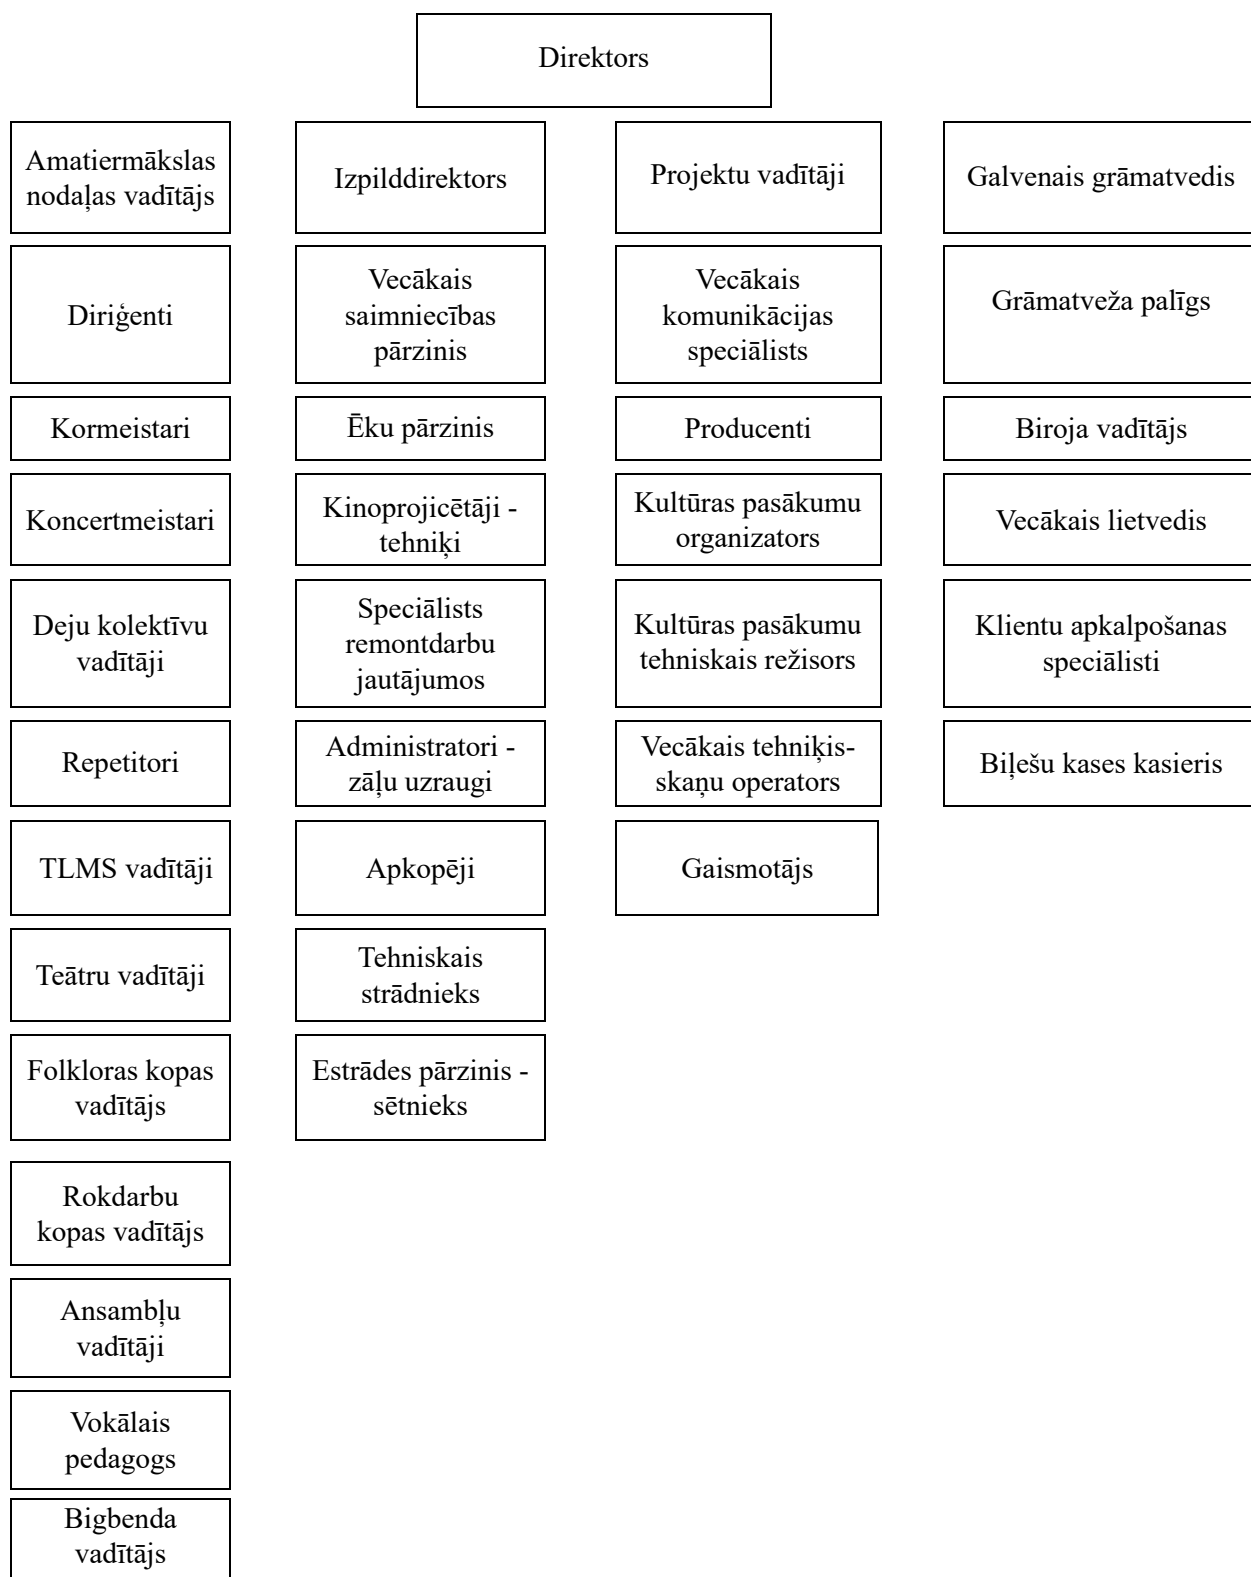 Direktors
Amatiermākslas
nodaļas vadītājs
Izpilddirektors
Projektu vadītāji
Galvenais grāmatvedis
Diriģenti
Vecākais
saimniecības
pārzinis
Vecākais
komunikācijas
speciālists
Grāmatveža palīgs
Kormeistari
Ēku pārzinis
Producenti
Biroja vadītājs
Koncertmeistari
Kinoprojicētāji -
tehniķi
Kultūras pasākumu
organizators
Vecākais lietvedis
Deju kolektīvu
vadītāji
Speciālists
remontdarbu
jautājumos
Kultūras pasākumu
tehniskais režisors
Klientu apkalpošanas
speciālisti
Repetitori
Administratori -
zāļu uzraugi
Vecākais tehniķis-
skaņu operators
Biļešu kases kasieris
TLMS vadītāji
Apkopēji
Gaismotājs
Teātru vadītāji
Tehniskais
strādnieks
Folkloras kopas
vadītājs
Estrādes pārzinis -
sētnieks
Rokdarbu
kopas vadītājs
Ansambļu
vadītāji
Vokālais
pedagogs
Bigbenda
vadītājs